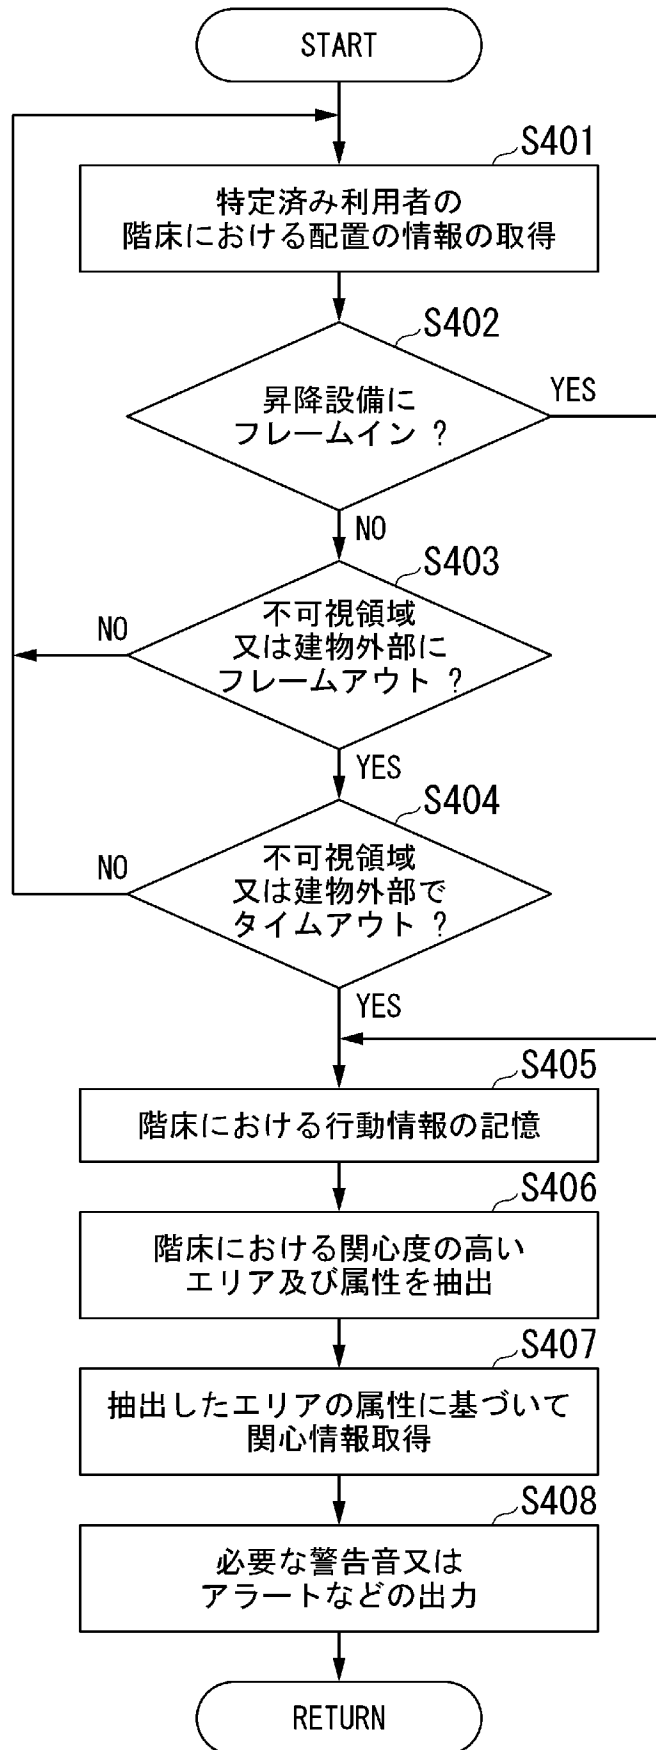 START
S401
特定済み利用者の
階床における配置の情報の取得
S402
昇降設備に
フレームイン ?
YES
NO
S403
不可視領域
又は建物外部に
フレームアウト ?
NO
YES
S404
不可視領域
又は建物外部で
タイムアウト ?
NO
YES
S405
階床における行動情報の記憶
S406
階床における関心度の高い
エリア及び属性を抽出
S407
抽出したエリアの属性に基づいて
関心情報取得
S408
必要な警告音又は
アラートなどの出力
RETURN